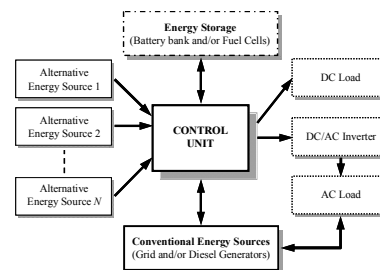 Energy Storage
(Battery bank and/or Fuel Cells)
Alternative
Energy Source 1
Alternative
Energy Source 2
Alternative
Energy Source N
CONTROL
UNIT
DC Load
DC/AC Inverter
AC Load
Conventional Energy Sources
(Grid and/or Diesel Generators)